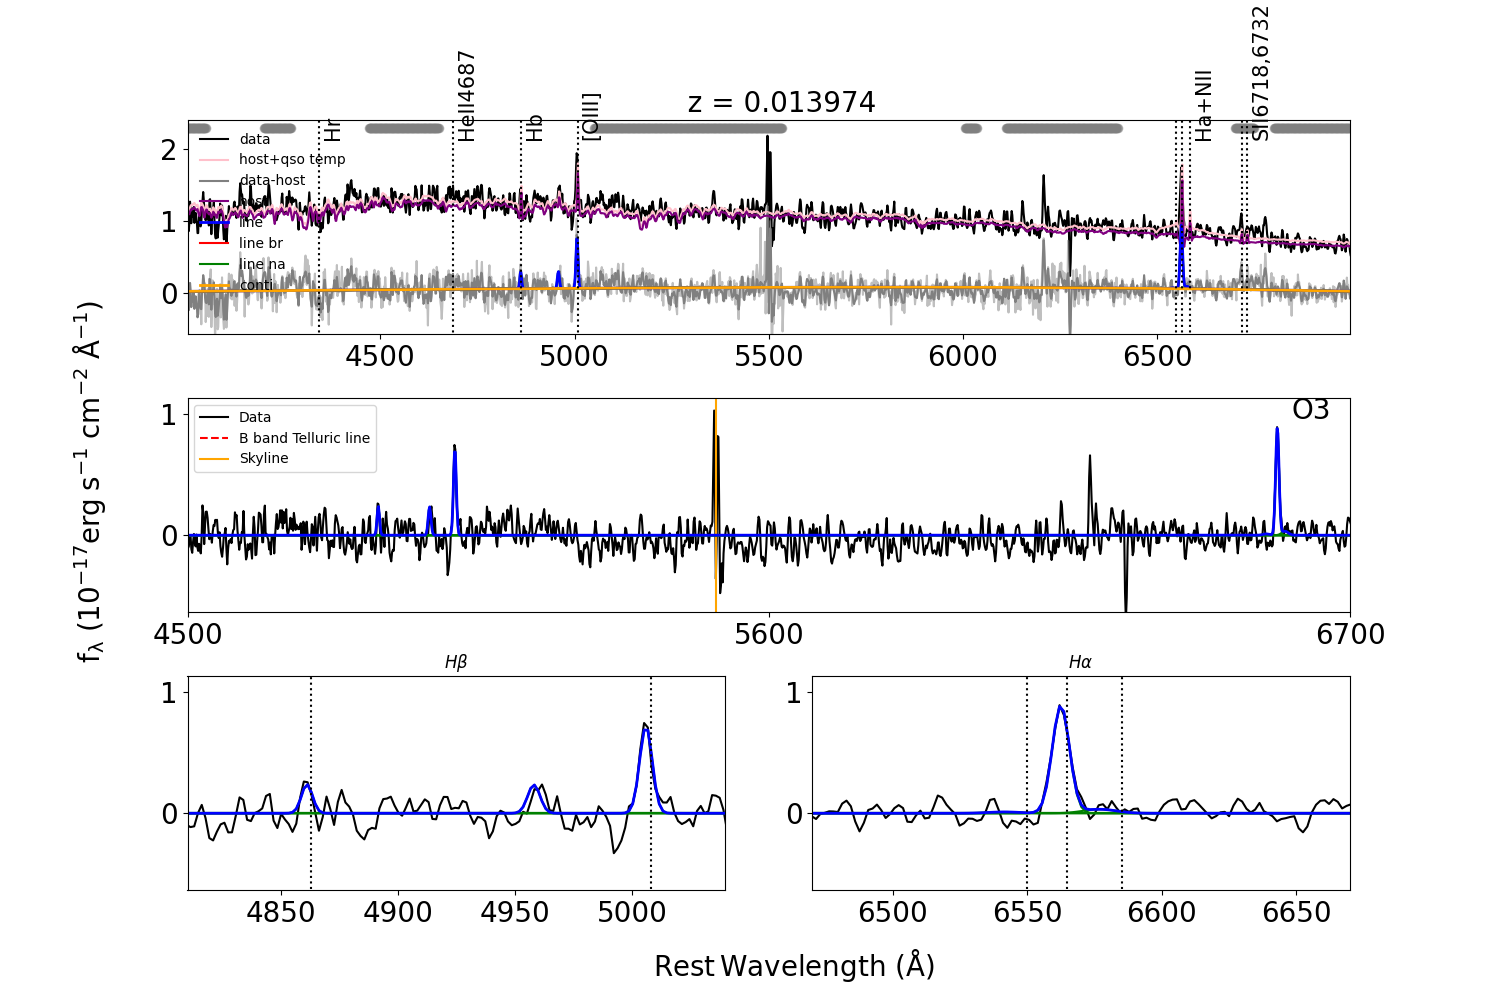 z = 0.013974
Hr
HeII4687
Hb
[OIII]
Ha+NII
SII6718,6732
data
host+qso temp
data-host
host
line
line br
line na
conti
2
1
0
4500 5000 5500 6000 6500
O3
Data
B band Telluric line
Skyline
1
0
4500 5600 6700
fλ (10⁻¹⁷erg s⁻¹ cm⁻² Å⁻¹)
Hβ
1
0
4850 4900 4950 5000
Hα
1
0
6500 6550 6600 6650
Rest Wavelength (Å)